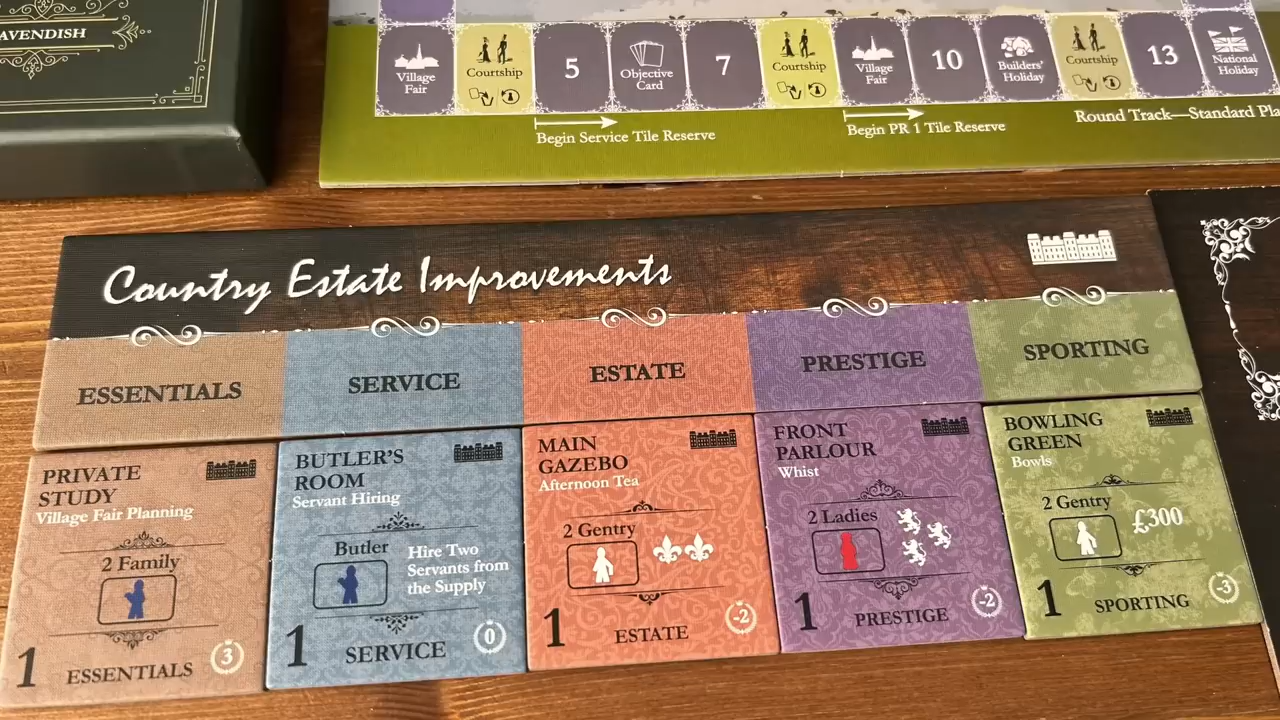 AVENDISH
Village
Fair
Courtship
5
Objective
Card
7
Courtship
Village
Fair
10
Builders'
Holiday
Courtship
13
National
Holiday
Begin Service Tile Reserve
Begin PR 1 Tile Reserve
Round Track—Standard Pla
Country Estate Improvements
ESSENTIALS
SERVICE
ESTATE
PRESTIGE
SPORTING
PRIVATE
STUDY
Village Fair Planning
2 Family
1
ESSENTIALS
3
BUTLER'S
ROOM
Servant Hiring
Butler
Hire Two
Servants from
the Supply
1
SERVICE
0
MAIN
GAZEBO
Afternoon Tea
2 Gentry
1
ESTATE
-2
FRONT
PARLOUR
Whist
2 Ladies
1
PRESTIGE
-2
BOWLING
GREEN
Bowls
2 Gentry
£300
1
SPORTING
-3